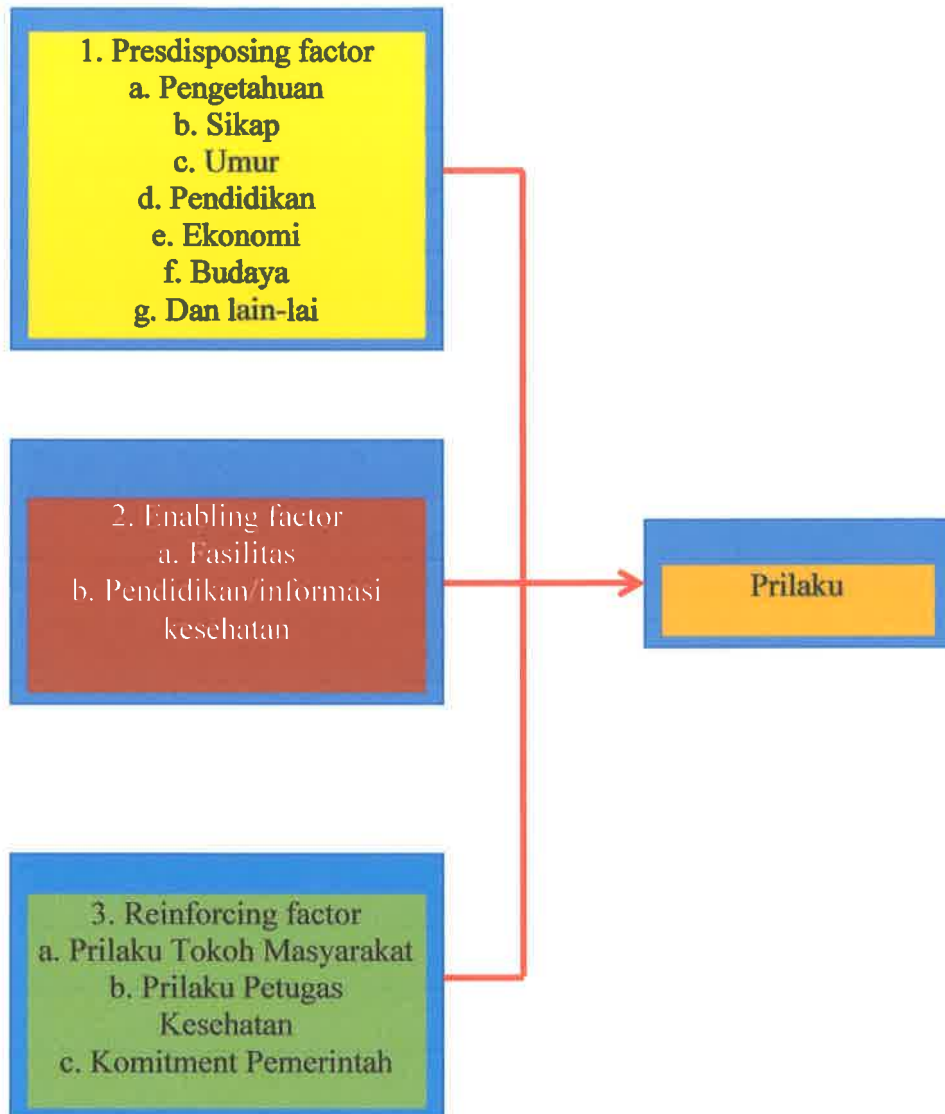 1. Presdisposing factor
a. Pengetahuan
b. Sikap
c. Umur
d. Pendidikan
e. Ekonomi
f. Budaya
g. Dan lain-lai
2. Enabling factor
a. Fasilitas
b. Pendidikan/informasi
kesehatan
Prilaku
3. Reinforcing factor
a. Prilaku Tokoh Masyarakat
b. Prilaku Petugas
Kesehatan
c. Komitment Pemerintah